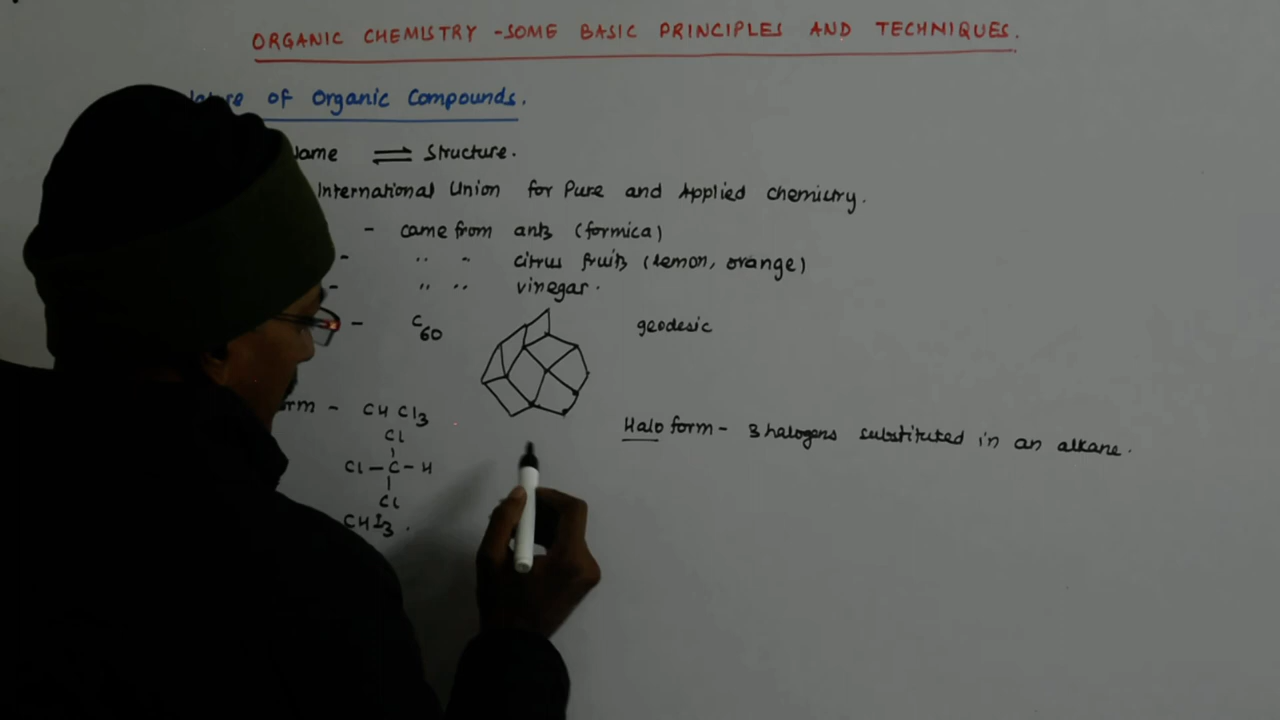 ORGANIC CHEMISTRY - SOME BASIC PRINCIPLES AND TECHNIQUES.
of Organic Compounds.
ame ⇌ Structure.
International Union for Pure and Applied chemistry.
- came from ants (formica)
- " " citrus fruits (lemon, orange)
- " " vinegar.
- C60 geodesic
rm - CHCl3
Halo form - 3 halogens substituted in an alkane.
Cl
Cl - C - H
Cl
CHI3.